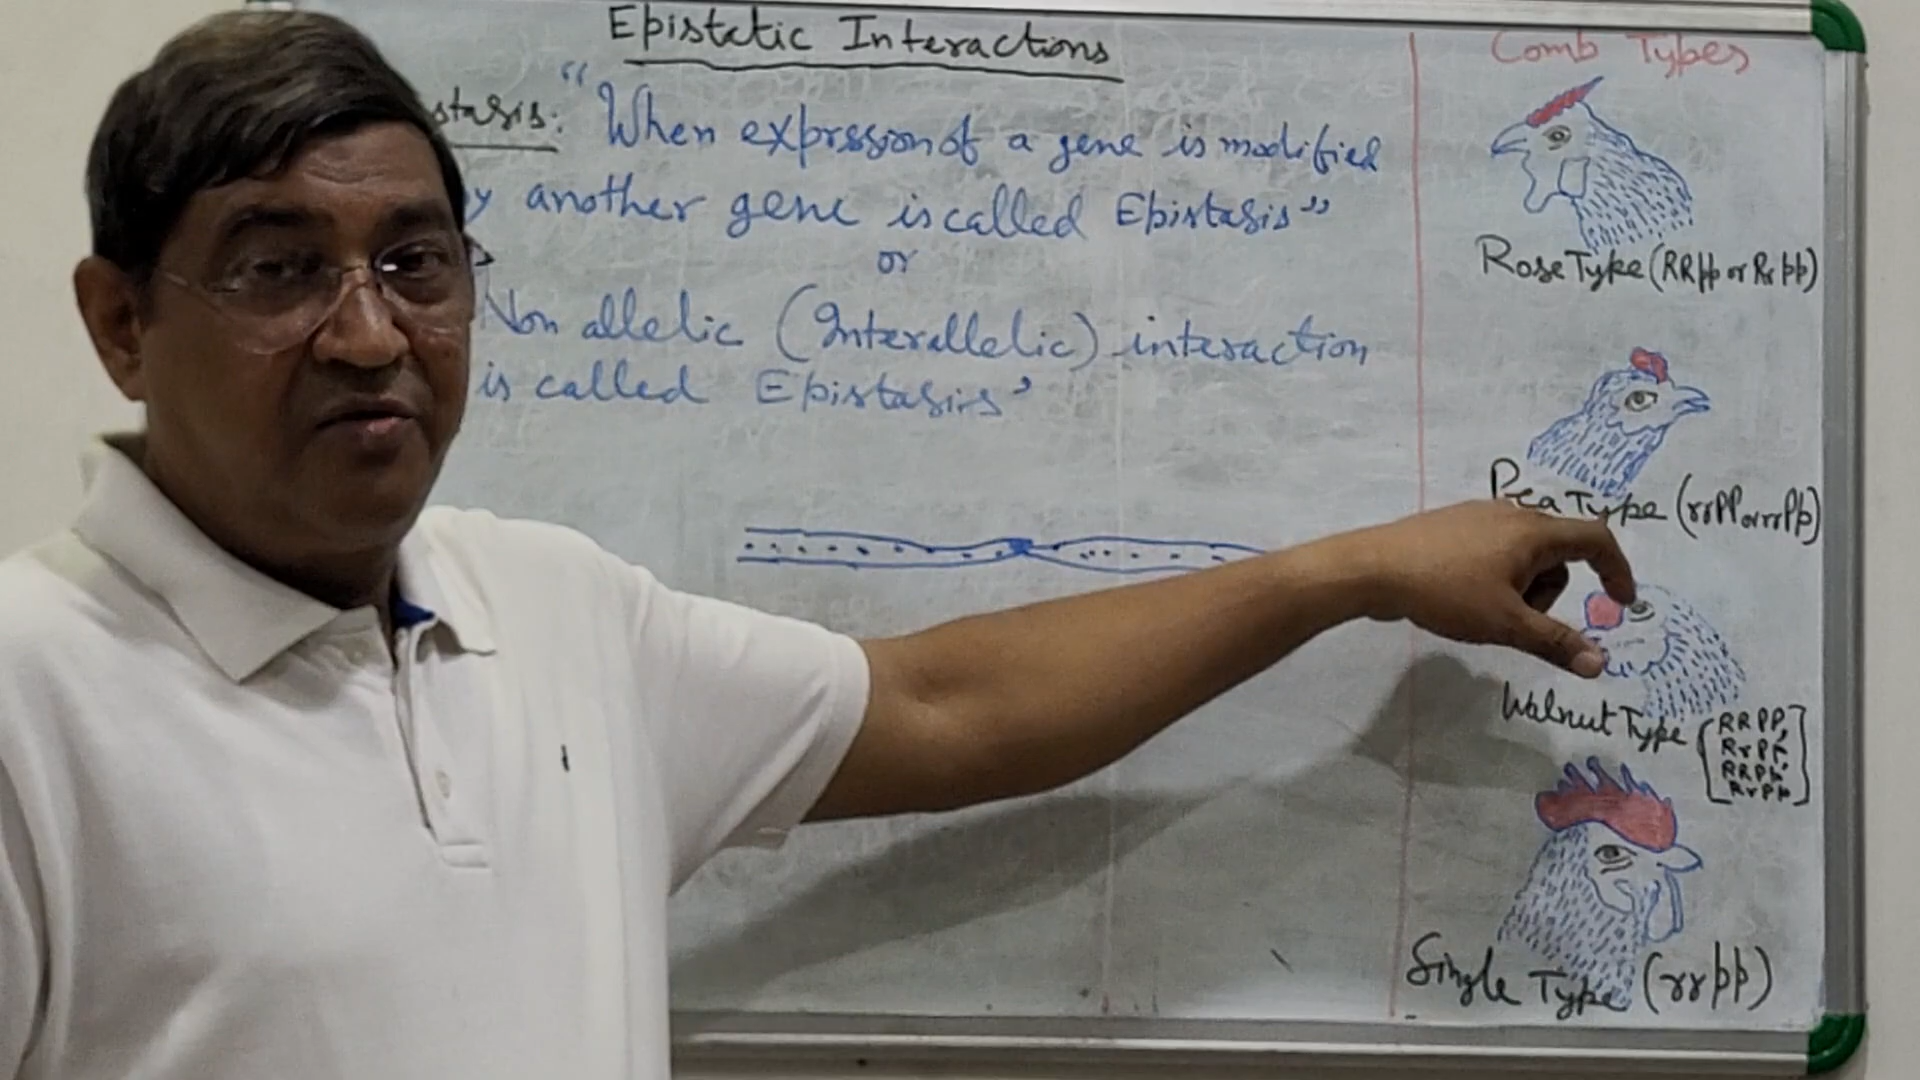 Epistatic Interactions
stasis: "When exprssion of a gene is modified
y another gene is called Epistasis"
or
Non allelic (Interallelic) interaction
is called Epistasis"
Comb Types
Rose Type (RRpp or Rrpp)
Pea Type (rrPP or rrPp)
Walnut Type [RRPP,
RrPP,
RRPp,
RrPp]
Single Type (rrpp)